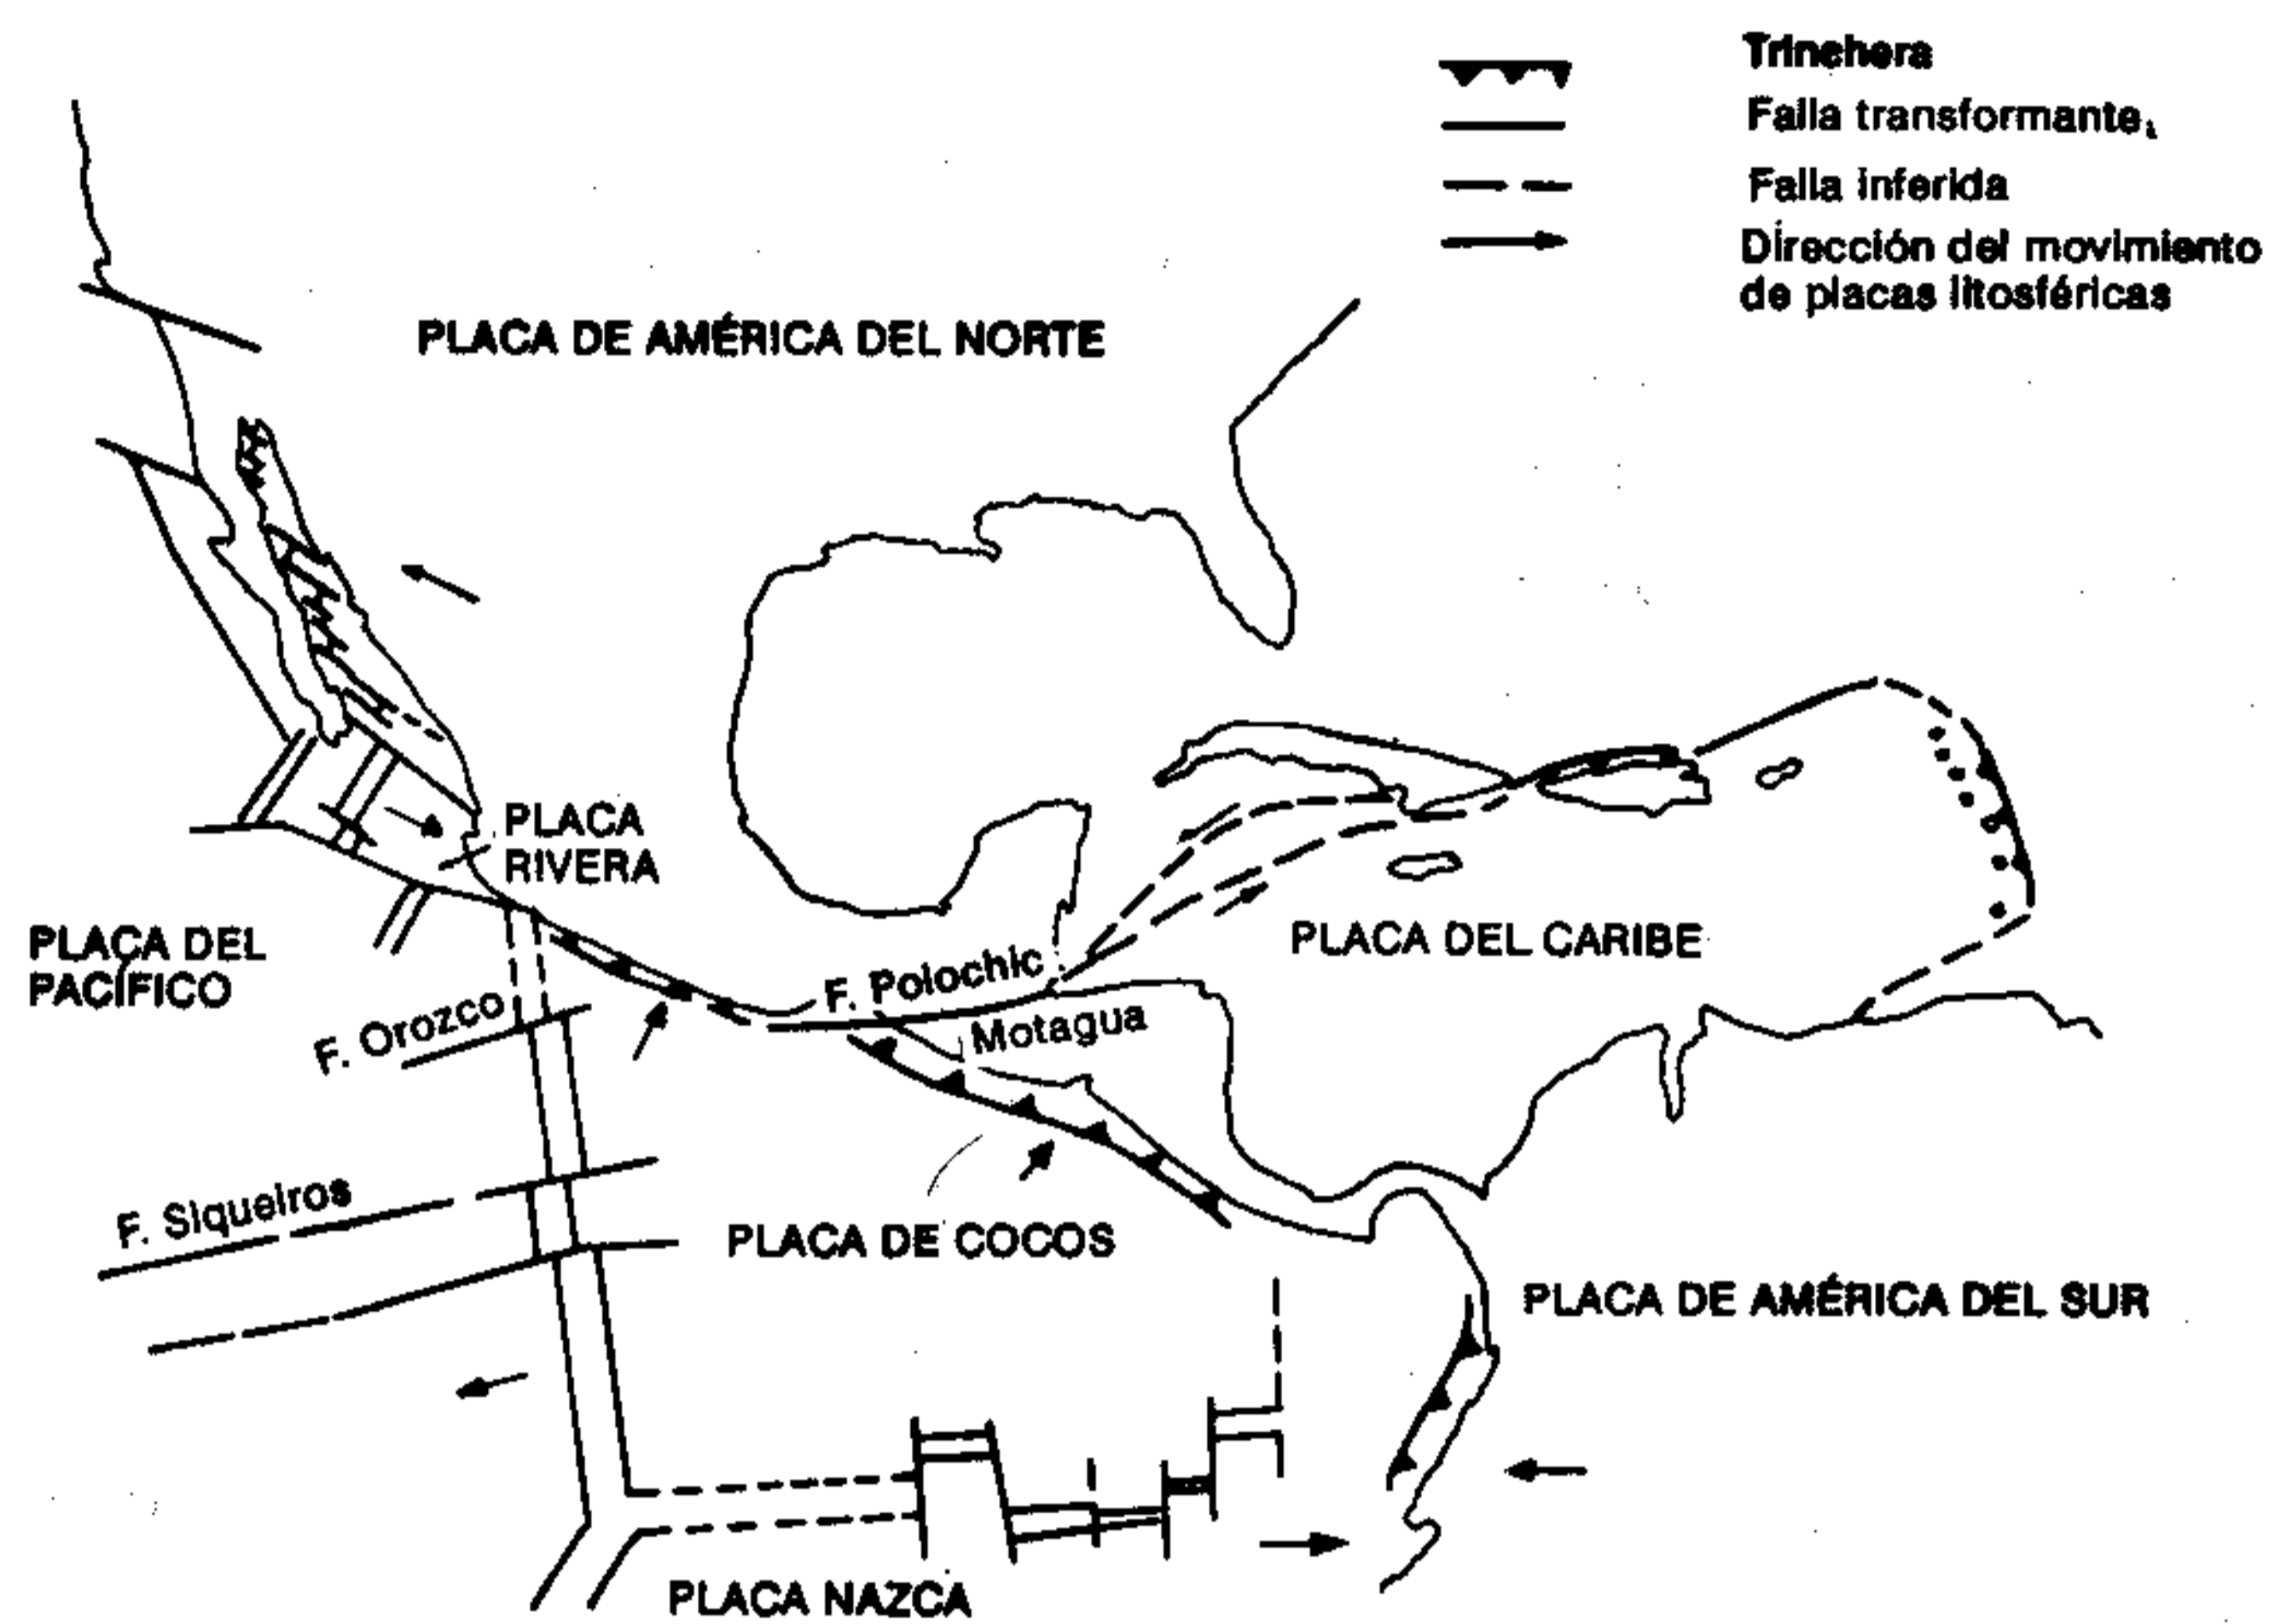 Trinchera
Falla transformante
Falla inferida
Dirección del movimiento
de placas litosféricas
PLACA DE AMÉRICA DEL NORTE
PLACA
RIVERA
PLACA DEL
PACÍFICO
F. Orozco
F. Polochic
Motagua
PLACA DEL CARIBE
F. Siqueiros
PLACA DE COCOS
PLACA DE AMÉRICA DEL SUR
PLACA NAZCA